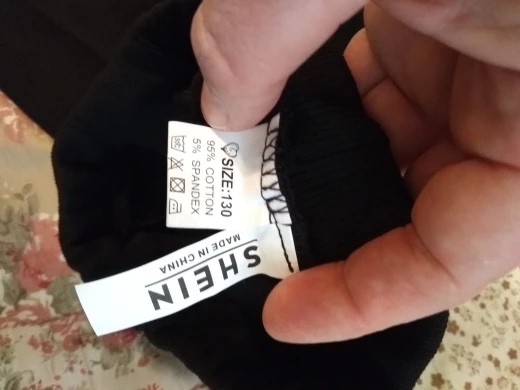 SIZE:130
95% COTTON
5% SPANDEX
SHEIN
MADE IN CHINA